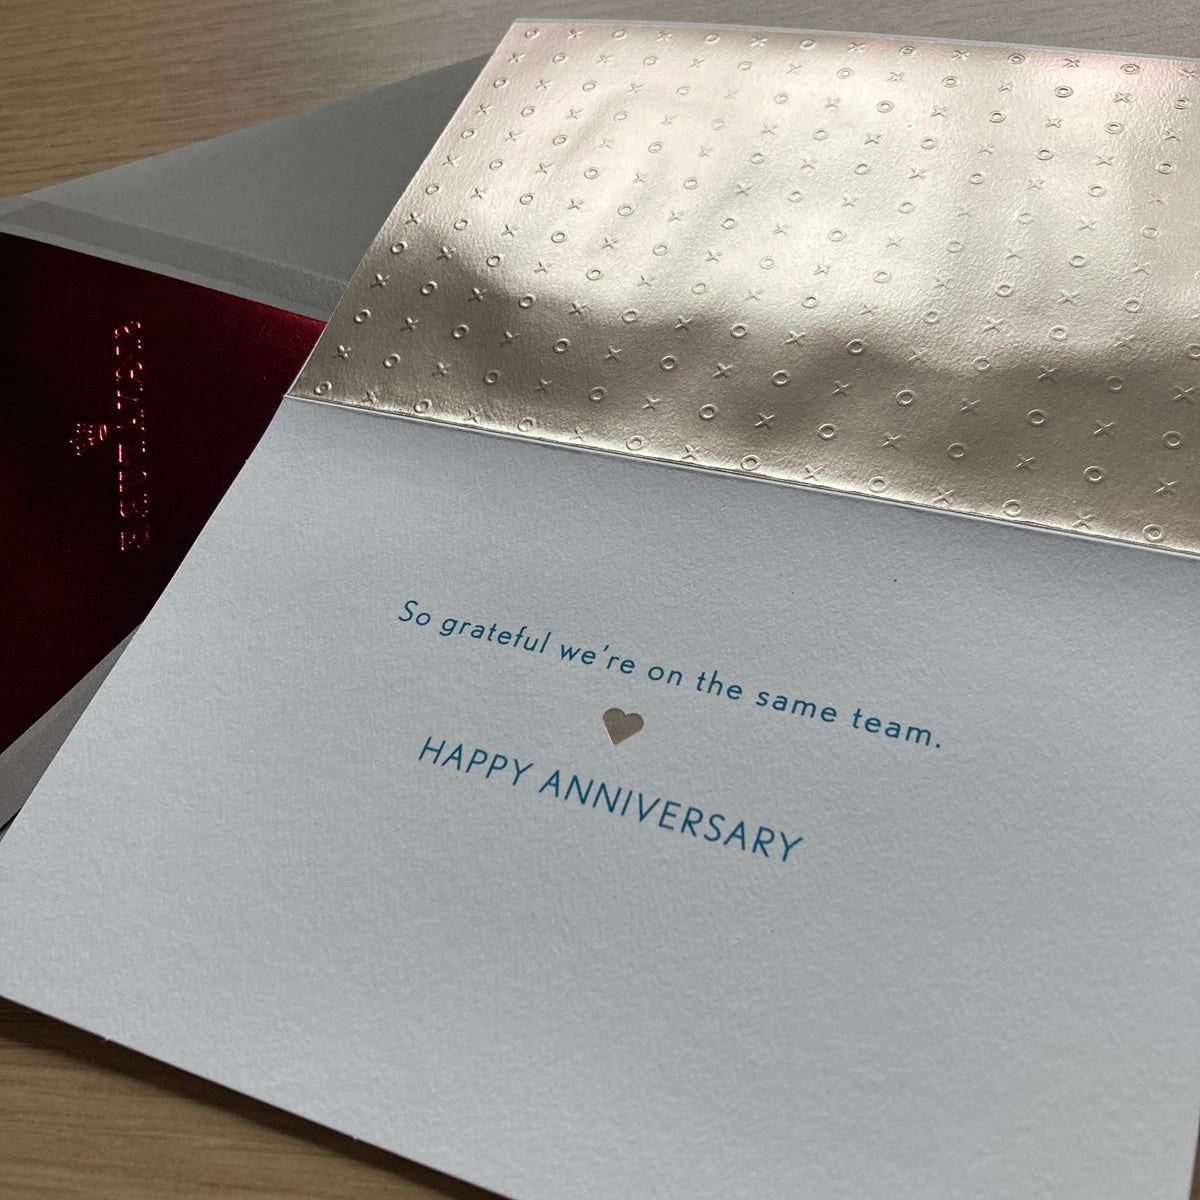 So grateful we're on the same team.
HAPPY ANNIVERSARY